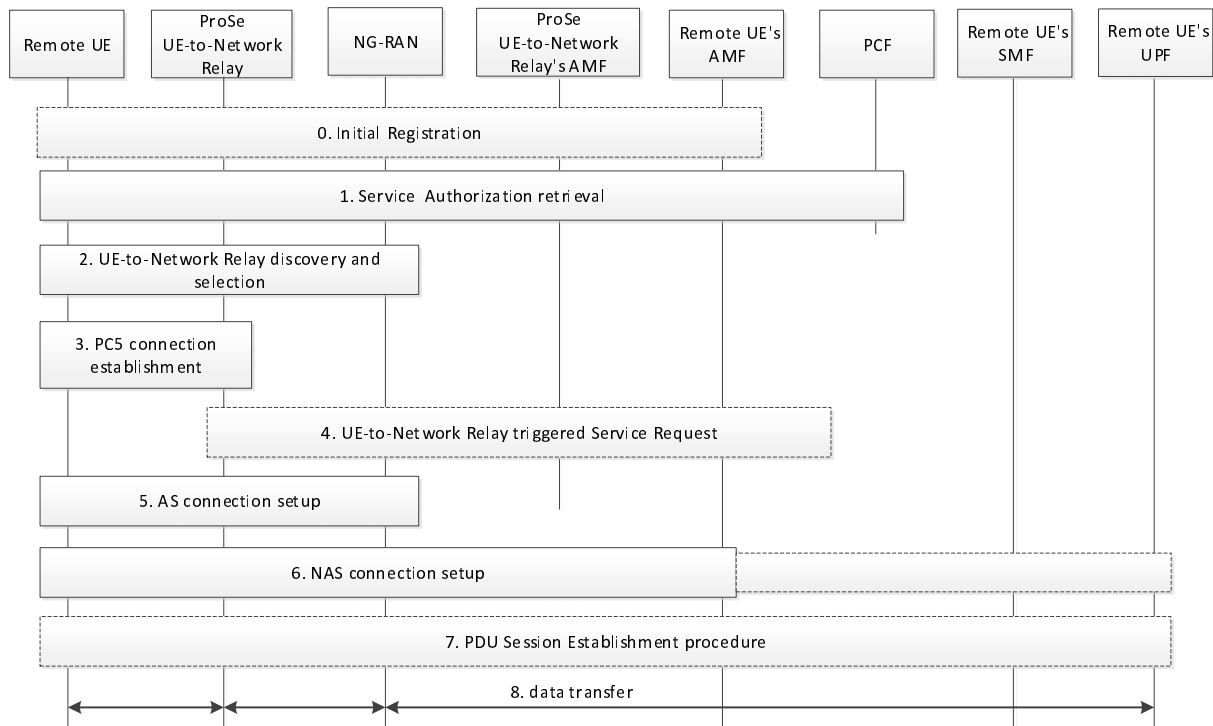 Remote UE
ProSe
UE-to-Network
Relay
NG-RAN
ProSe
UE-to-Network
Relay's AMF
Remote UE's
AMF
PCF
Remote UE's
SMF
Remote UE's
UPF
0. Initial Registration
1. Service Authorization retrieval
2. UE-to-Network Relay discovery and
selection
3. PC5 connection
establishment
4. UE-to-Network Relay triggered Service Request
5. AS connection setup
6. NAS connection setup
7. PDU Session Establishment procedure
8. data transfer